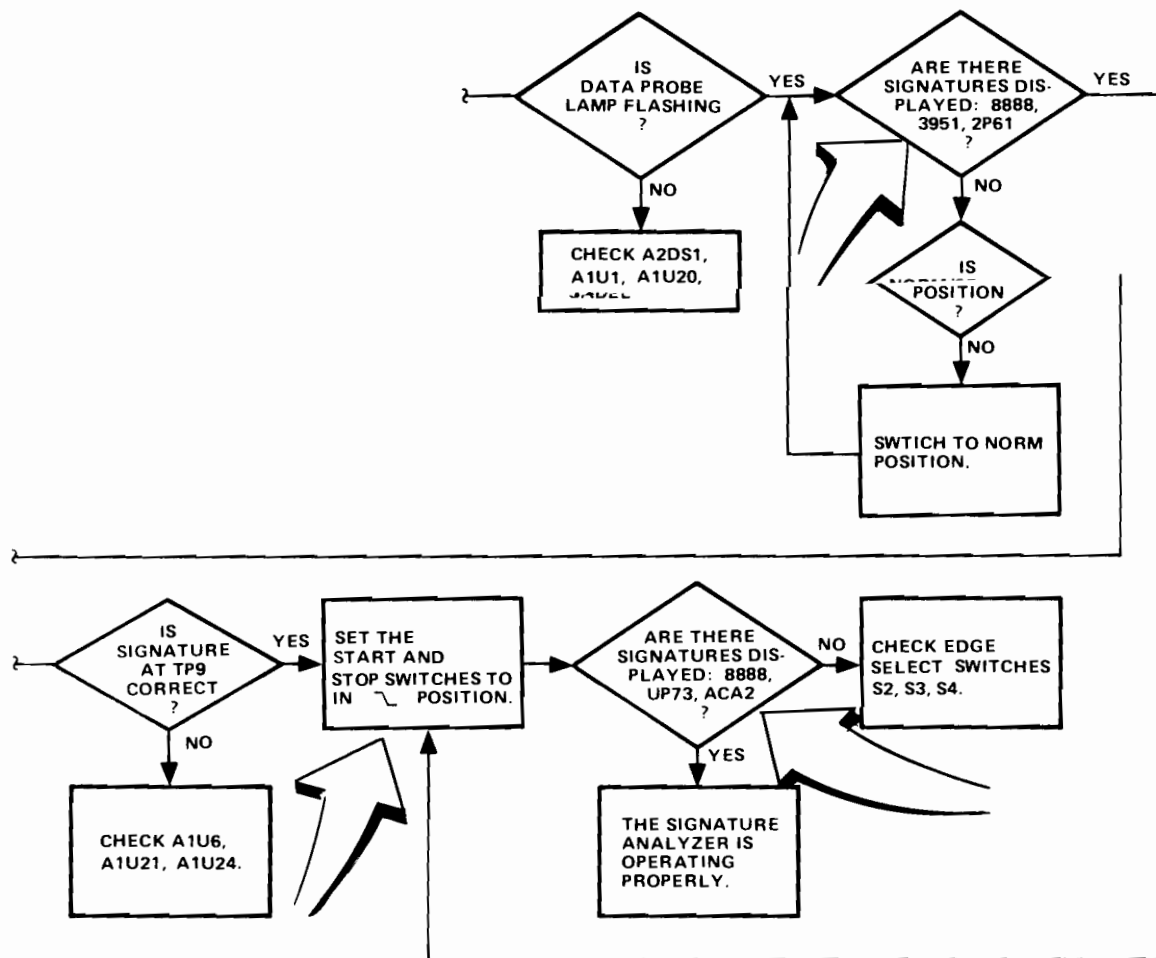 IS
DATA PROBE
LAMP FLASHING
?
YES
NO
CHECK A2DS1,
A1U1, A1U20,
ARE THERE
SIGNATURES DIS-
PLAYED: 8888,
3951, 2P61
?
YES
NO
IS
POSITION
?
NO
SWTICH TO NORM
POSITION.
IS
SIGNATURE
AT TP9
CORRECT
?
YES
NO
CHECK A1U6,
A1U21, A1U24.
SET THE
START AND
STOP SWITCHES TO
IN POSITION.
ARE THERE
SIGNATURES DIS-
PLAYED: 8888,
UP73, ACA2
?
NO
YES
CHECK EDGE
SELECT SWITCHES
S2, S3, S4.
THE SIGNATURE
ANALYZER IS
OPERATING
PROPERLY.